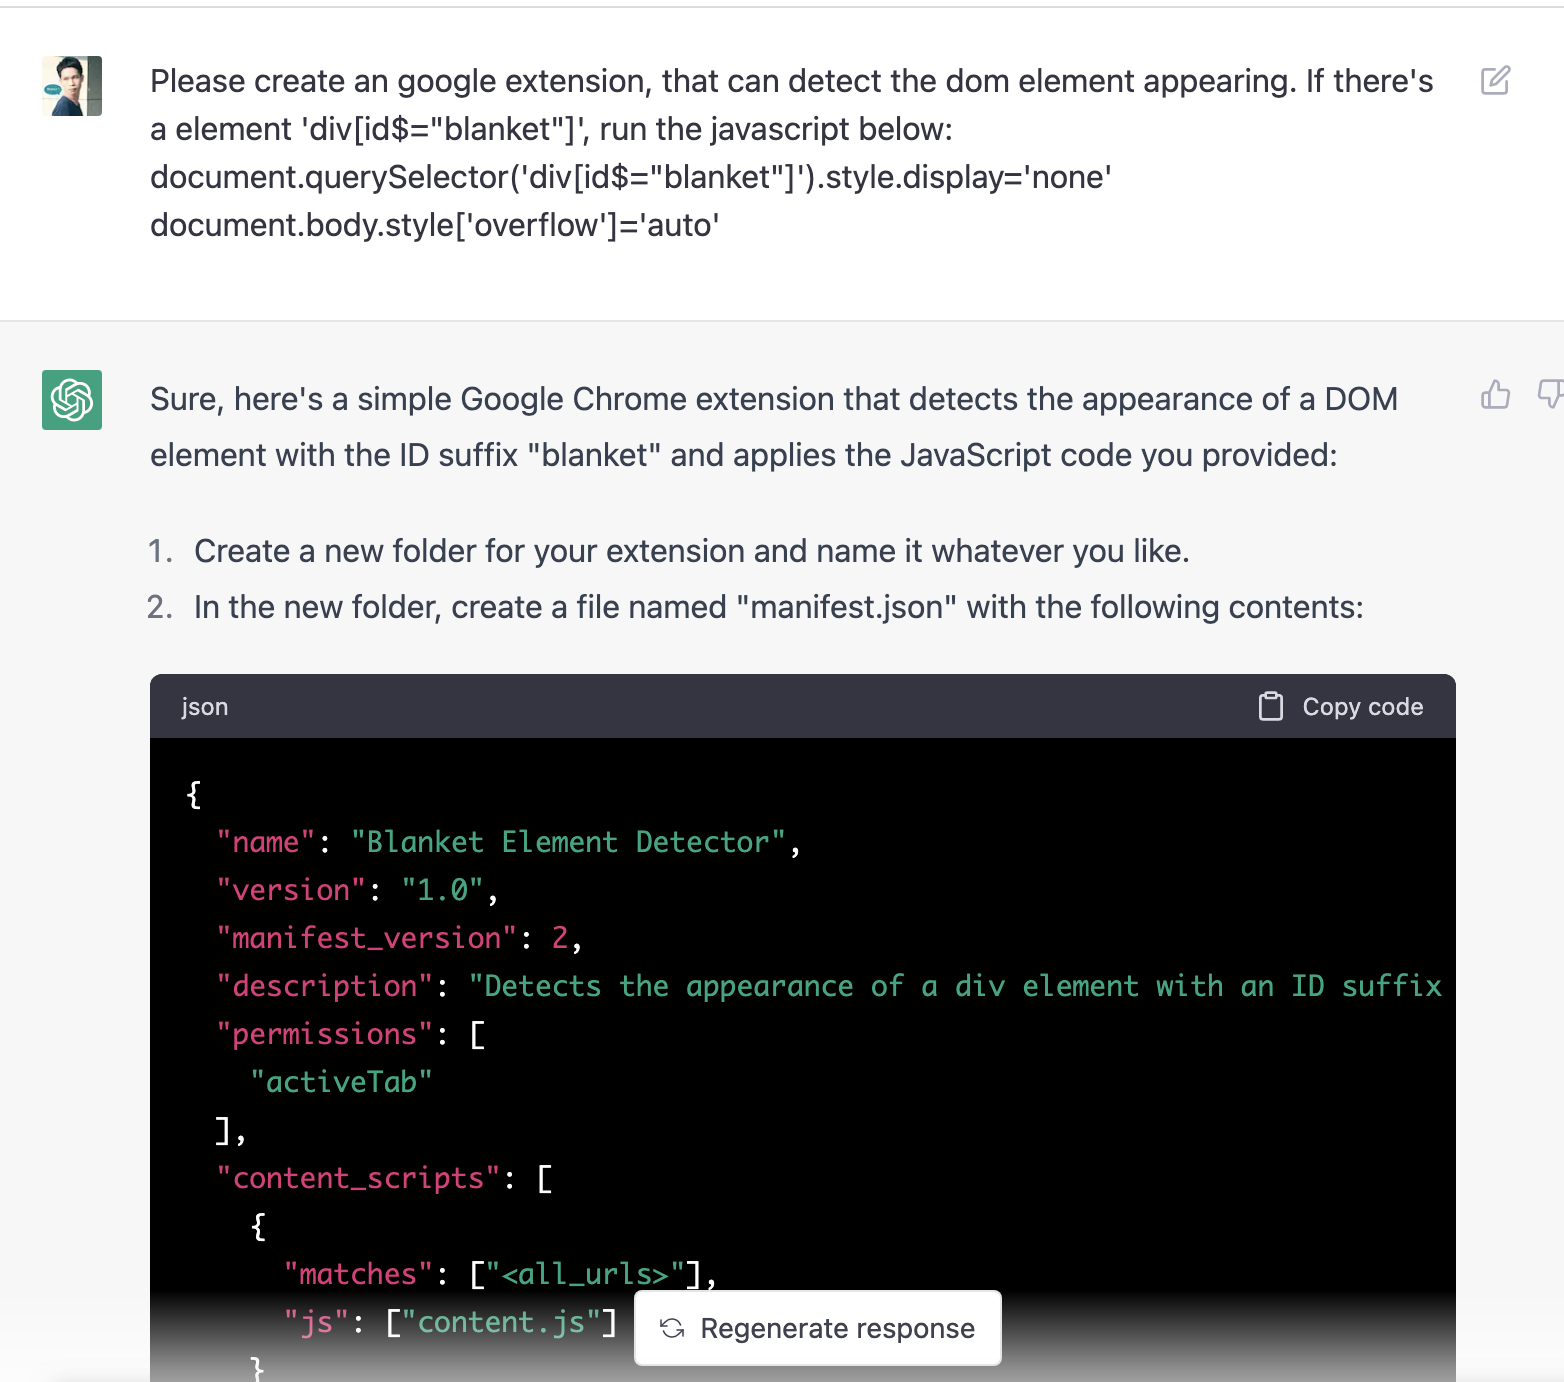 Please create an google extension, that can detect the dom element appearing. If there's
a element 'div[id$="blanket"]', run the javascript below:
document.querySelector('div[id$="blanket"]').style.display='none'
document.body.style['overflow']='auto'
Sure, here's a simple Google Chrome extension that detects the appearance of a DOM
element with the ID suffix "blanket" and applies the JavaScript code you provided:
1. Create a new folder for your extension and name it whatever you like.
2. In the new folder, create a file named "manifest.json" with the following contents:
json Copy code
{
"name": "Blanket Element Detector",
"version": "1.0",
"manifest_version": 2,
"description": "Detects the appearance of a div element with an ID suffix
"permissions": [
"activeTab"
],
"content_scripts": [
{
"matches": ["<all_urls>"],
"js": ["content.js"]
Regenerate response
}